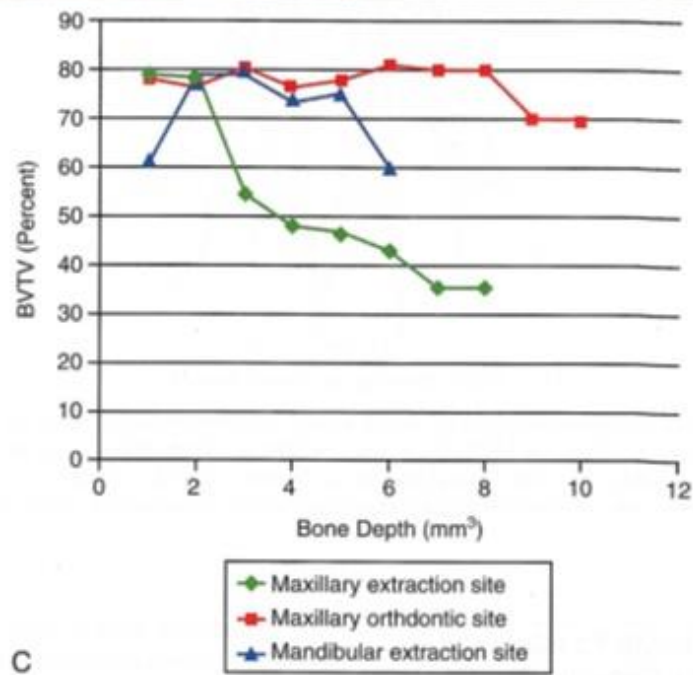 90
80
70
60
50
40
30
20
10
0
BVTV (Percent)
0 2 4 6 8 10 12
Bone Depth (mm³)
Maxillary extraction site
Maxillary orthdontic site
Mandibular extraction site
C